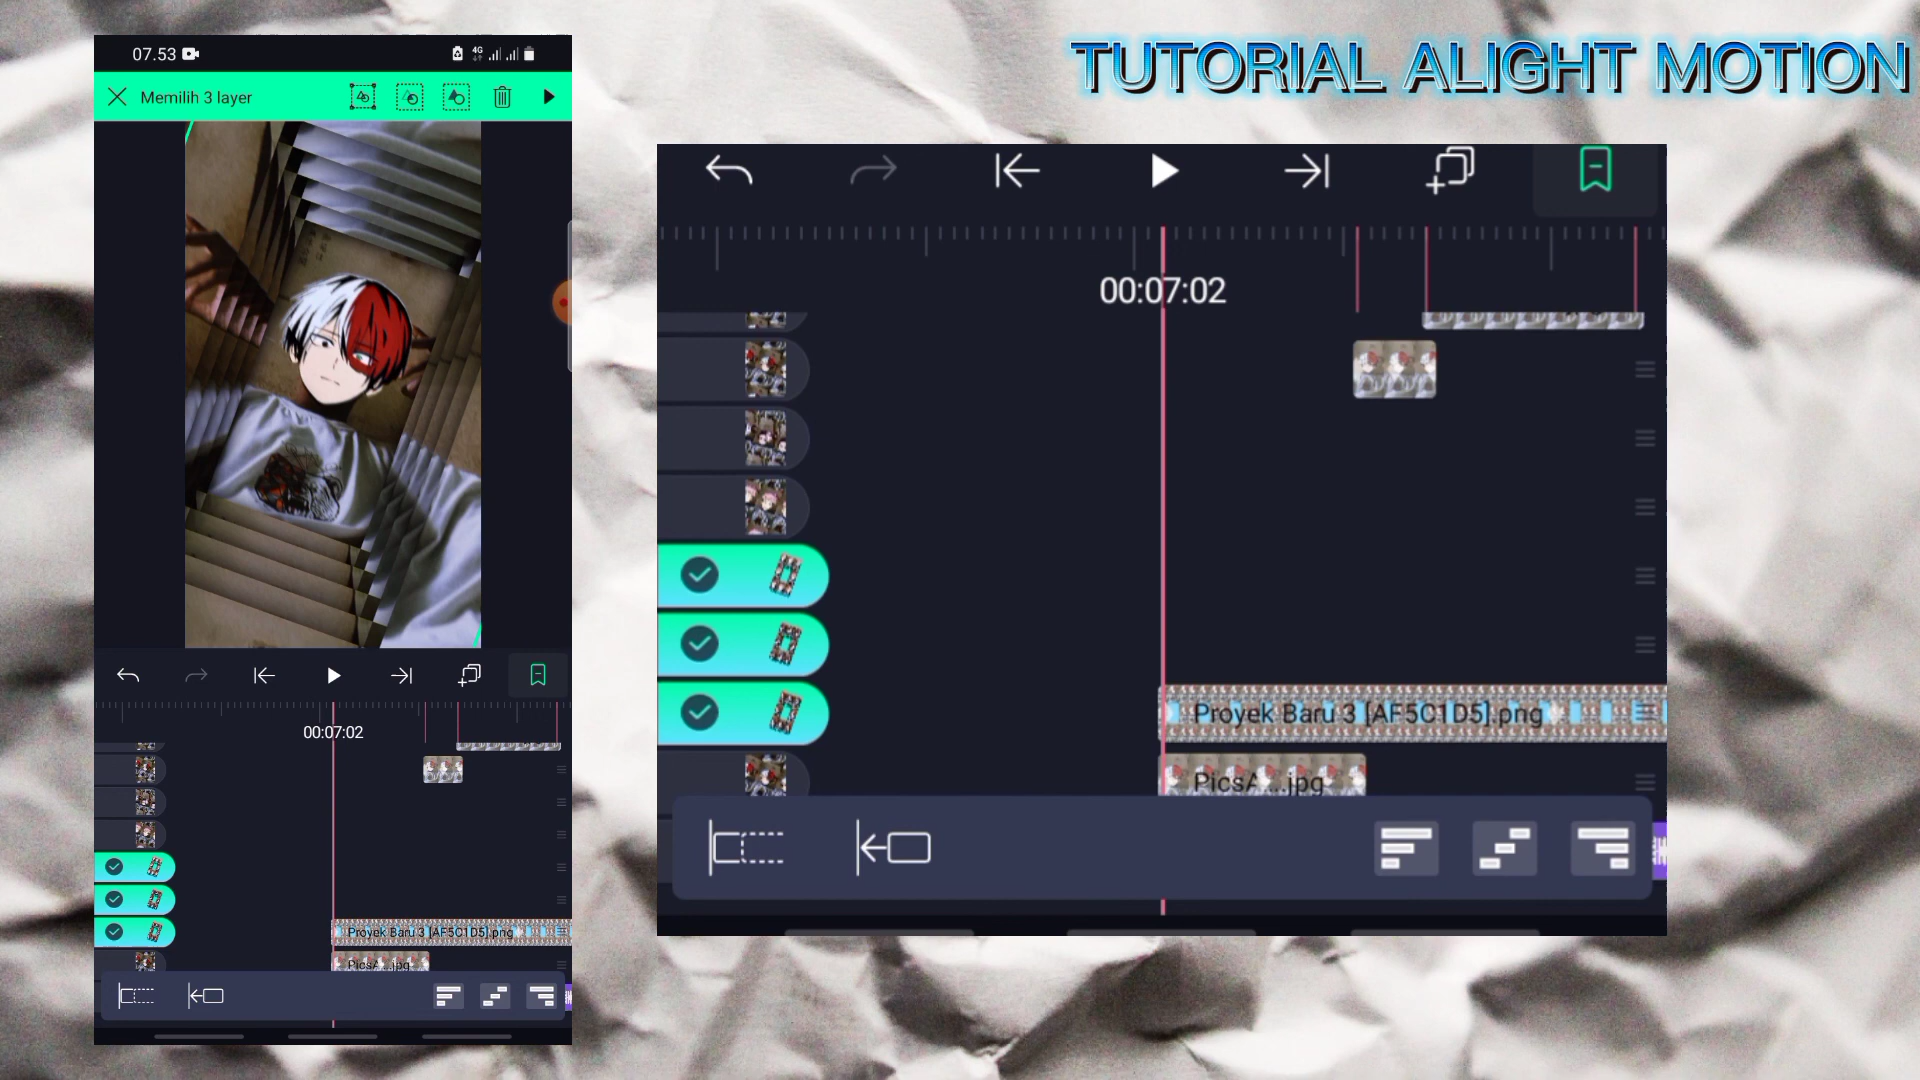 TUTORIAL ALIGHT MOTION
07.53
4G
Memilih 3 layer
00:07:02
Proyek Baru 3 [AF5C1D5].png
PicsA...jpg
00:07:02
Proyek Baru 3 [AF5C1D5].png
PicsA...jpg